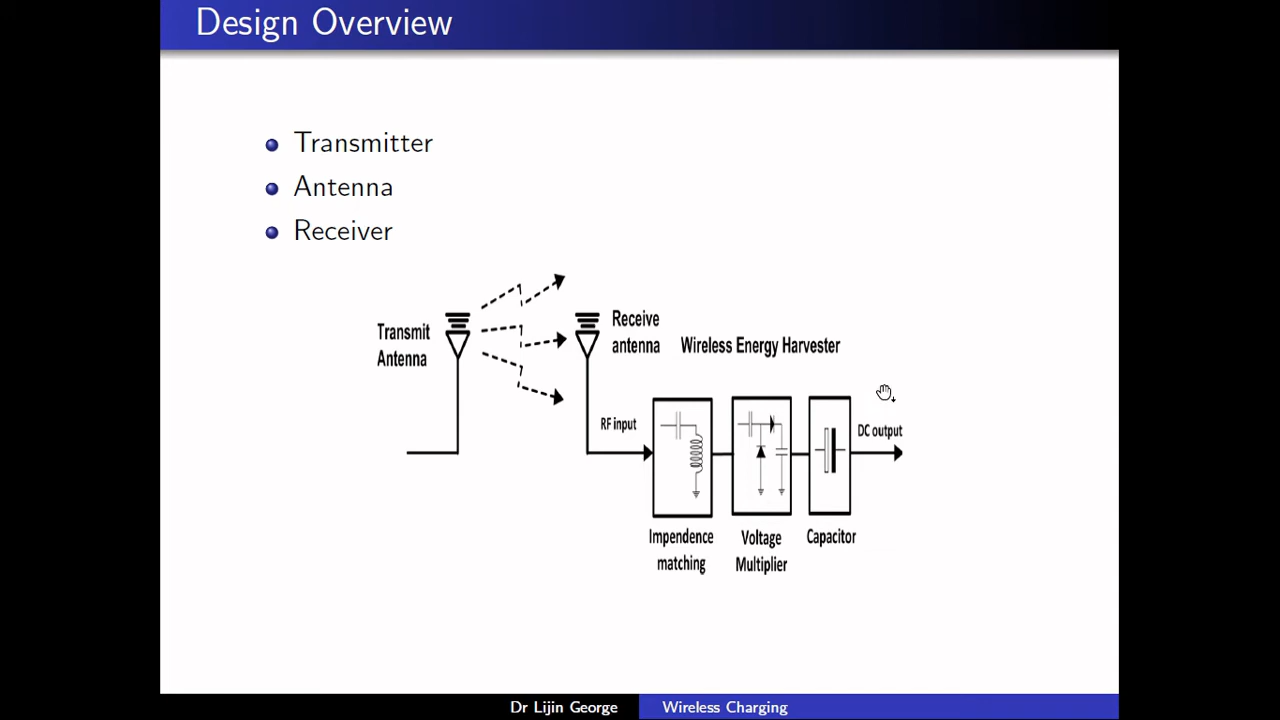 Design Overview
Transmitter
Antenna
Receiver
Transmit
Antenna
Receive
antenna
Wireless Energy Harvester
RF input
DC output
Impendence
matching
Voltage
Multiplier
Capacitor
Dr Lijin George
Wireless Charging